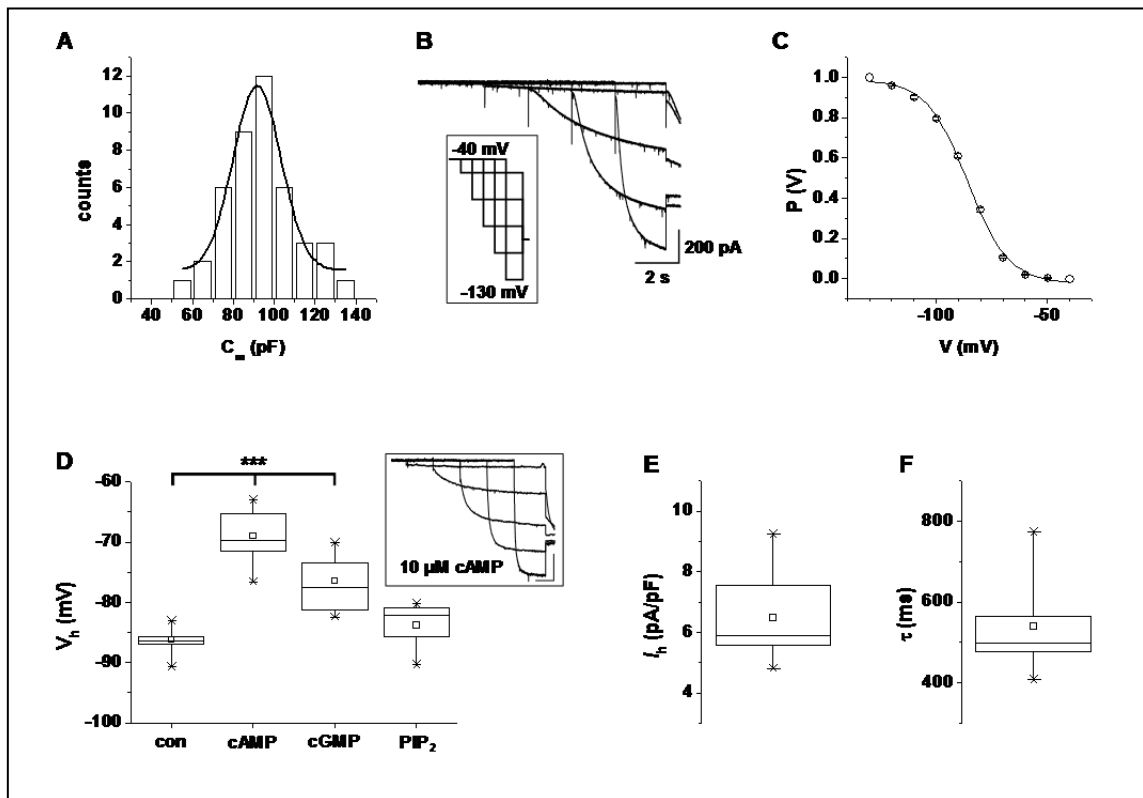 A
counts
12
10
8
6
4
2
0
40 60 80 100 120 140
Cm (pF)
B
-40 mV
-130 mV
200 pA
2 s
C
P (V)
1.0
0.8
0.6
0.4
0.2
0.0
-100 -50
V (mV)
D
***
Vh (mV)
-60
-70
-80
-90
-100
con cAMP cGMP PIP2
10 µM cAMP
E
Ih (pA/pF)
10
8
6
4
F
τ (ms)
800
600
400